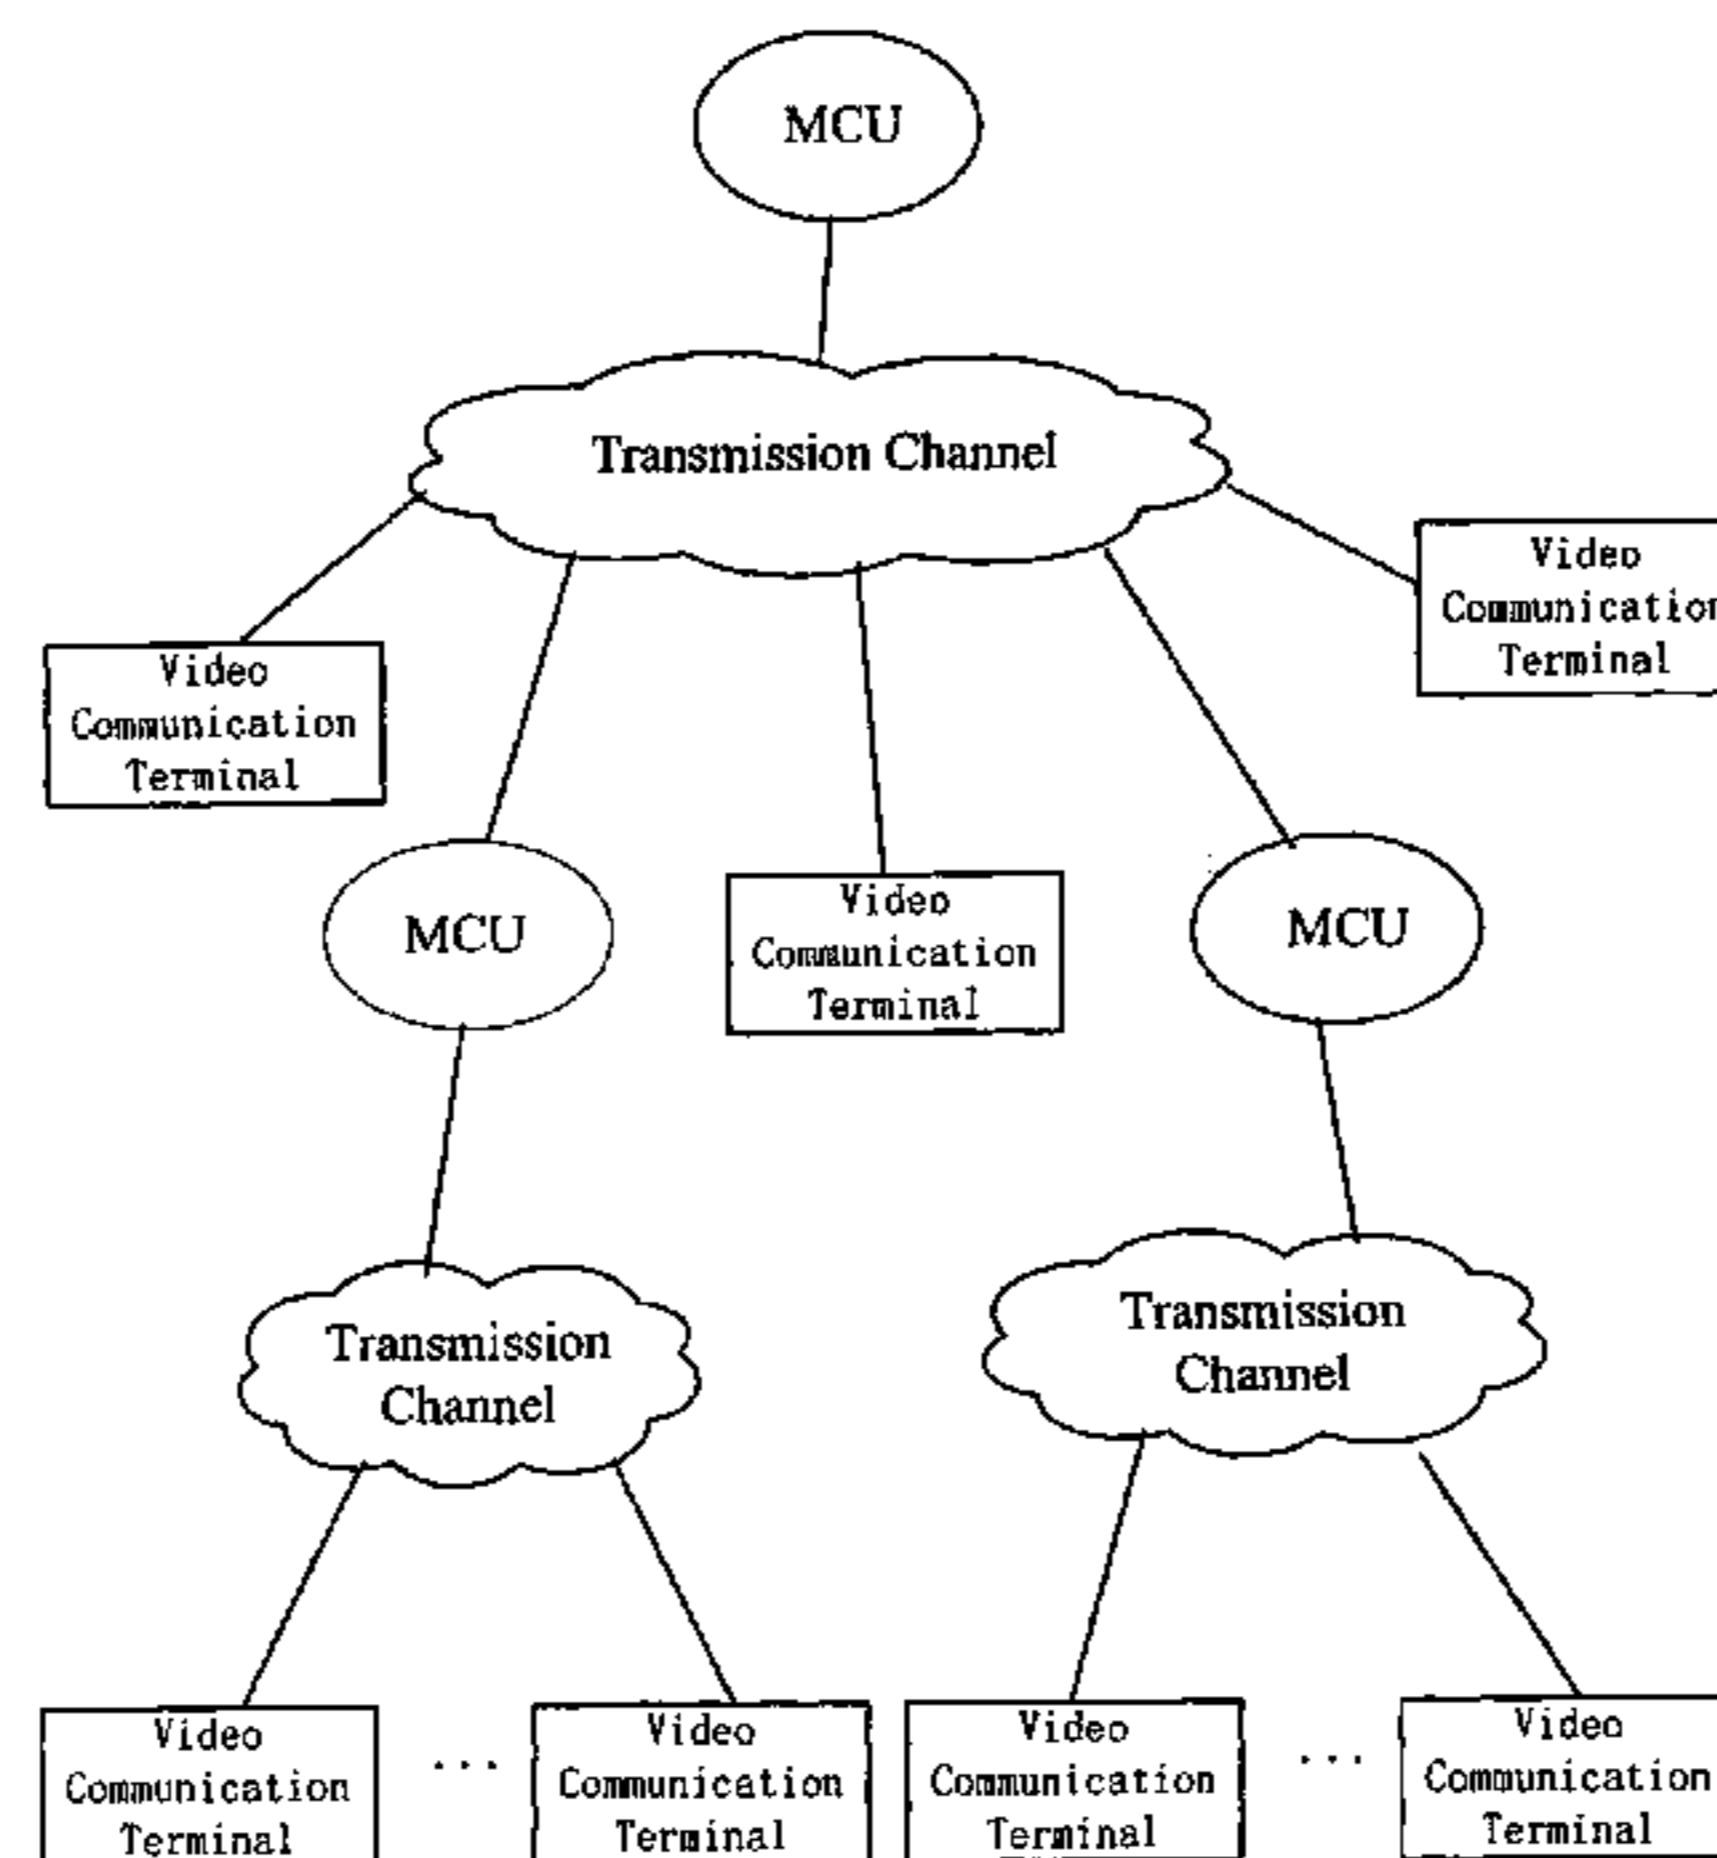 MCU
Transmission Channel
Video
Communication
Terminal
Video
Communication
Terminal
MCU
Video
Communication
Terminal
MCU
Transmission
Channel
Transmission
Channel
Video
Communication
Terminal
...
Video
Communication
Terminal
Video
Communication
Terminal
...
Video
Communication
Terminal